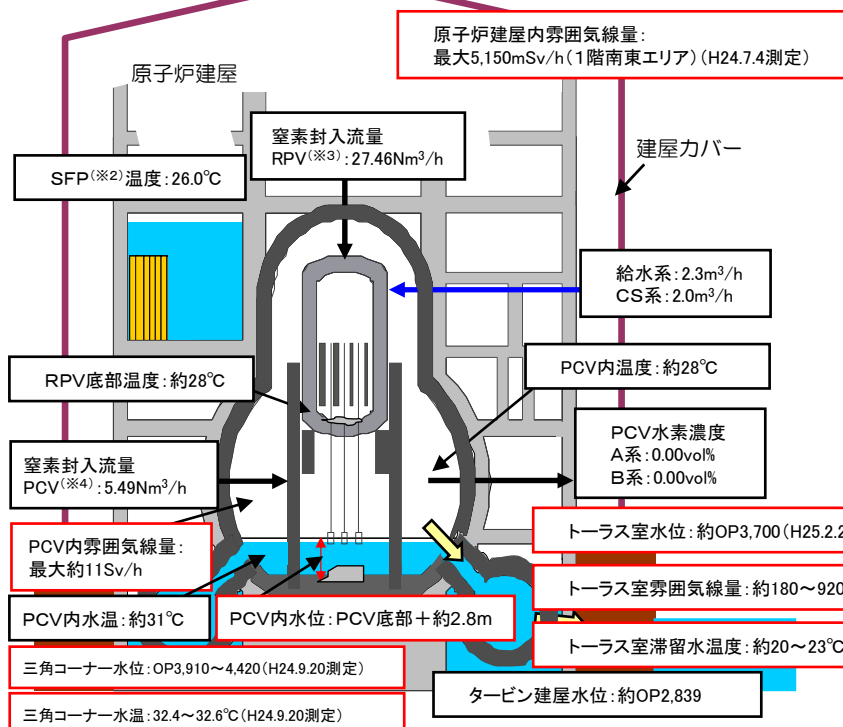 原子炉建屋内雰囲気線量:
最大5,150mSv/h(1階南東エリア)(H24.7.4測定)
原子炉建屋
窒素封入流量
RPV(※3):27.46Nm3/h
建屋カバー
SFP(※2)温度:26.0℃
給水系:2.3m3/h
CS系:2.0m3/h
RPV底部温度:約28℃
PCV内温度:約28℃
PCV水素濃度
A系:0.00vol%
B系:0.00vol%
窒素封入流量
PCV(※4):5.49Nm3/h
PCV内雰囲気線量:
最大約11Sv/h
トーラス室水位:約OP3,700(H25.2.2
トーラス室雰囲気線量:約180~920
PCV内水温:約31℃
PCV内水位:PCV底部+約2.8m
トーラス室滞留水温度:約20~23℃
三角コーナー水位:OP3,910~4,420(H24.9.20測定)
タービン建屋水位:約OP2,839
三角コーナー水温:32.4~32.6℃(H24.9.20測定)